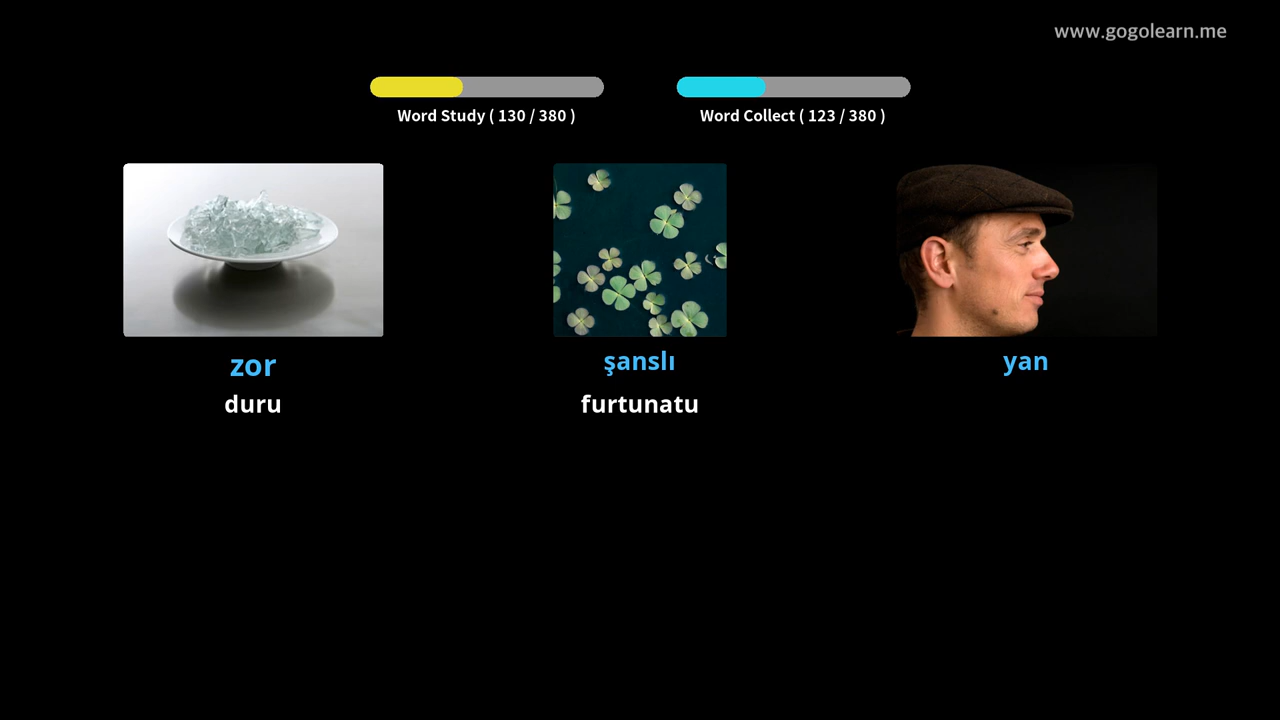 www.gogolearn.me
Word Study ( 130 / 380 )
Word Collect ( 123 / 380 )
zor
şanslı
yan
duru
furtunatu